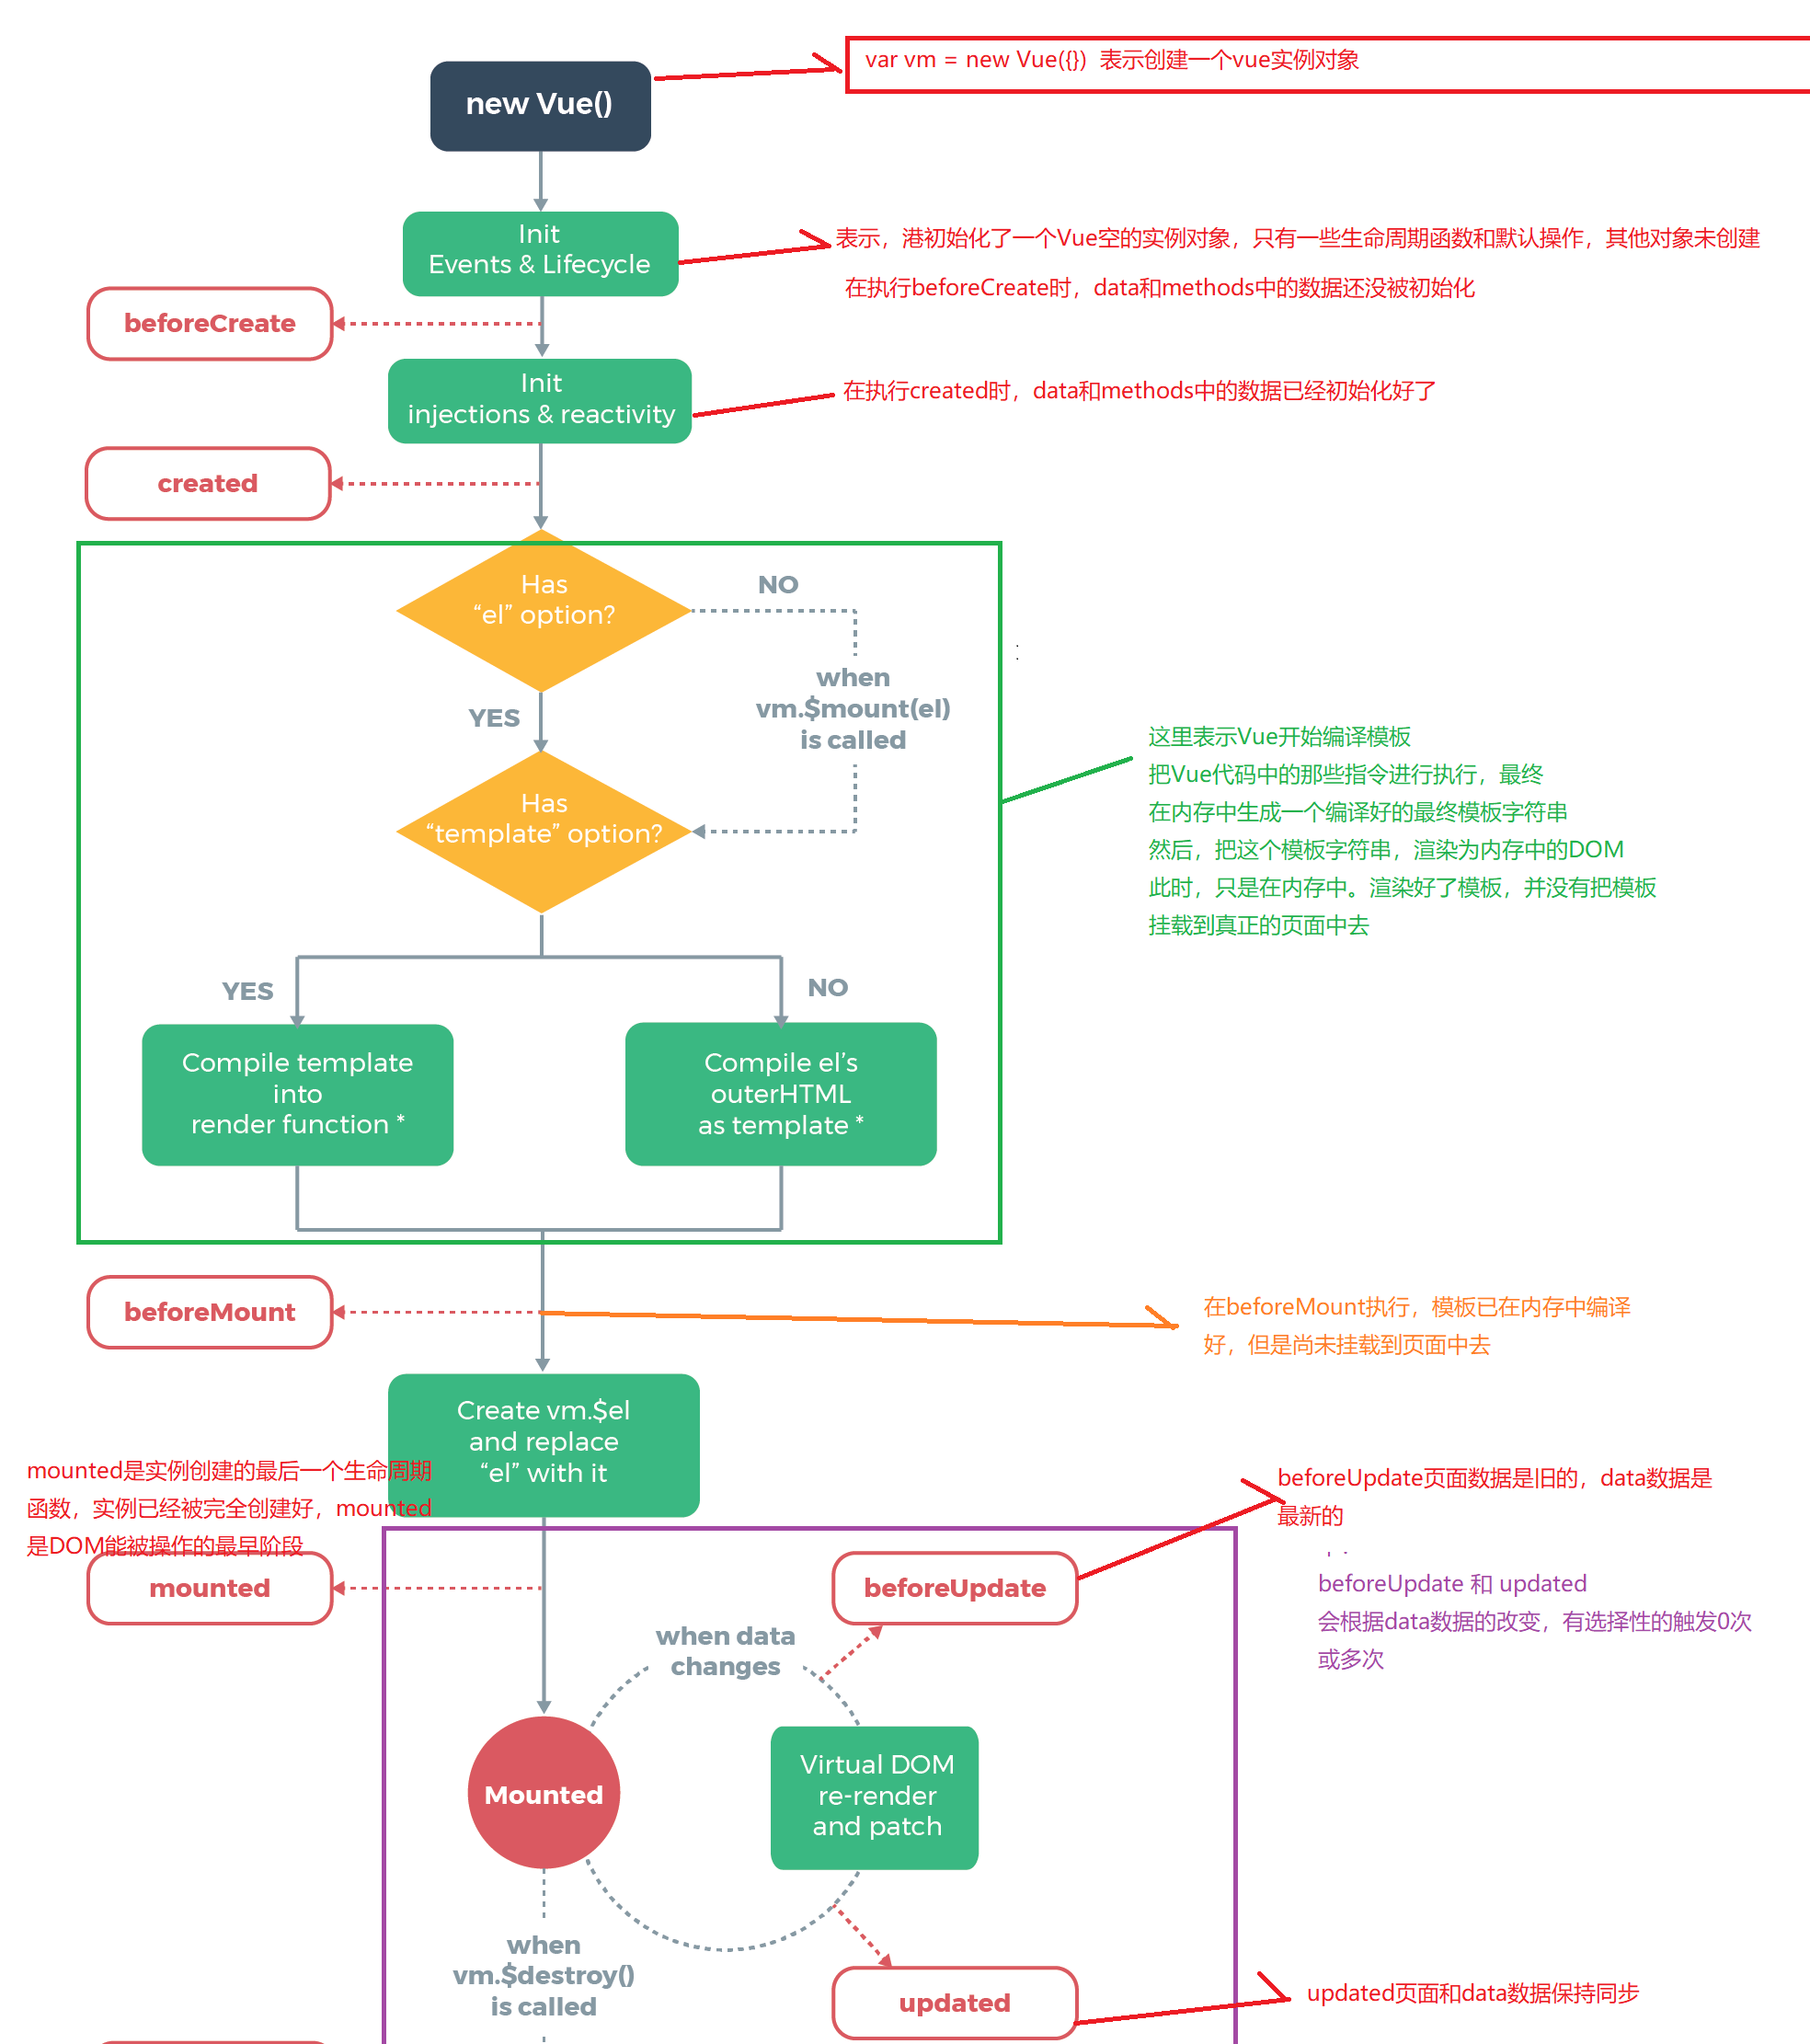 new Vue()
var vm = new Vue({})  表示创建一个vue实例对象
Init
Events & Lifecycle
表示，港初始化了一个Vue空的实例对象，只有一些生命周期函数和默认操作，其他对象未创建
在执行beforeCreate时，data和methods中的数据还没被初始化
beforeCreate
Init
injections & reactivity
在执行created时，data和methods中的数据已经初始化好了
created
Has
“el” option?
NO
when
vm.$mount(el)
is called
YES
Has
“template” option?
这里表示Vue开始编译模板
把Vue代码中的那些指令进行执行，最终
在内存中生成一个编译好的最终模板字符串
然后，把这个模板字符串，渲染为内存中的DOM
此时，只是在内存中。渲染好了模板，并没有把模板
挂载到真正的页面中去
YES
NO
Compile template
into
render function *
Compile el’s
outerHTML
as template *
beforeMount
在beforeMount执行，模板已在内存中编译
好，但是尚未挂载到页面中去
Create vm.$el
and replace
“el” with it
mounted是实例创建的最后一个生命周期
函数，实例已经被完全创建好，mounted
是DOM能被操作的最早阶段
mounted
beforeUpdate页面数据是旧的，data数据是
最新的
beforeUpdate
beforeUpdate 和 updated
会根据data数据的改变，有选择性的触发0次
或多次
when data
changes
Mounted
Virtual DOM
re-render
and patch
when
vm.$destroy()
is called
updated
updated页面和data数据保持同步